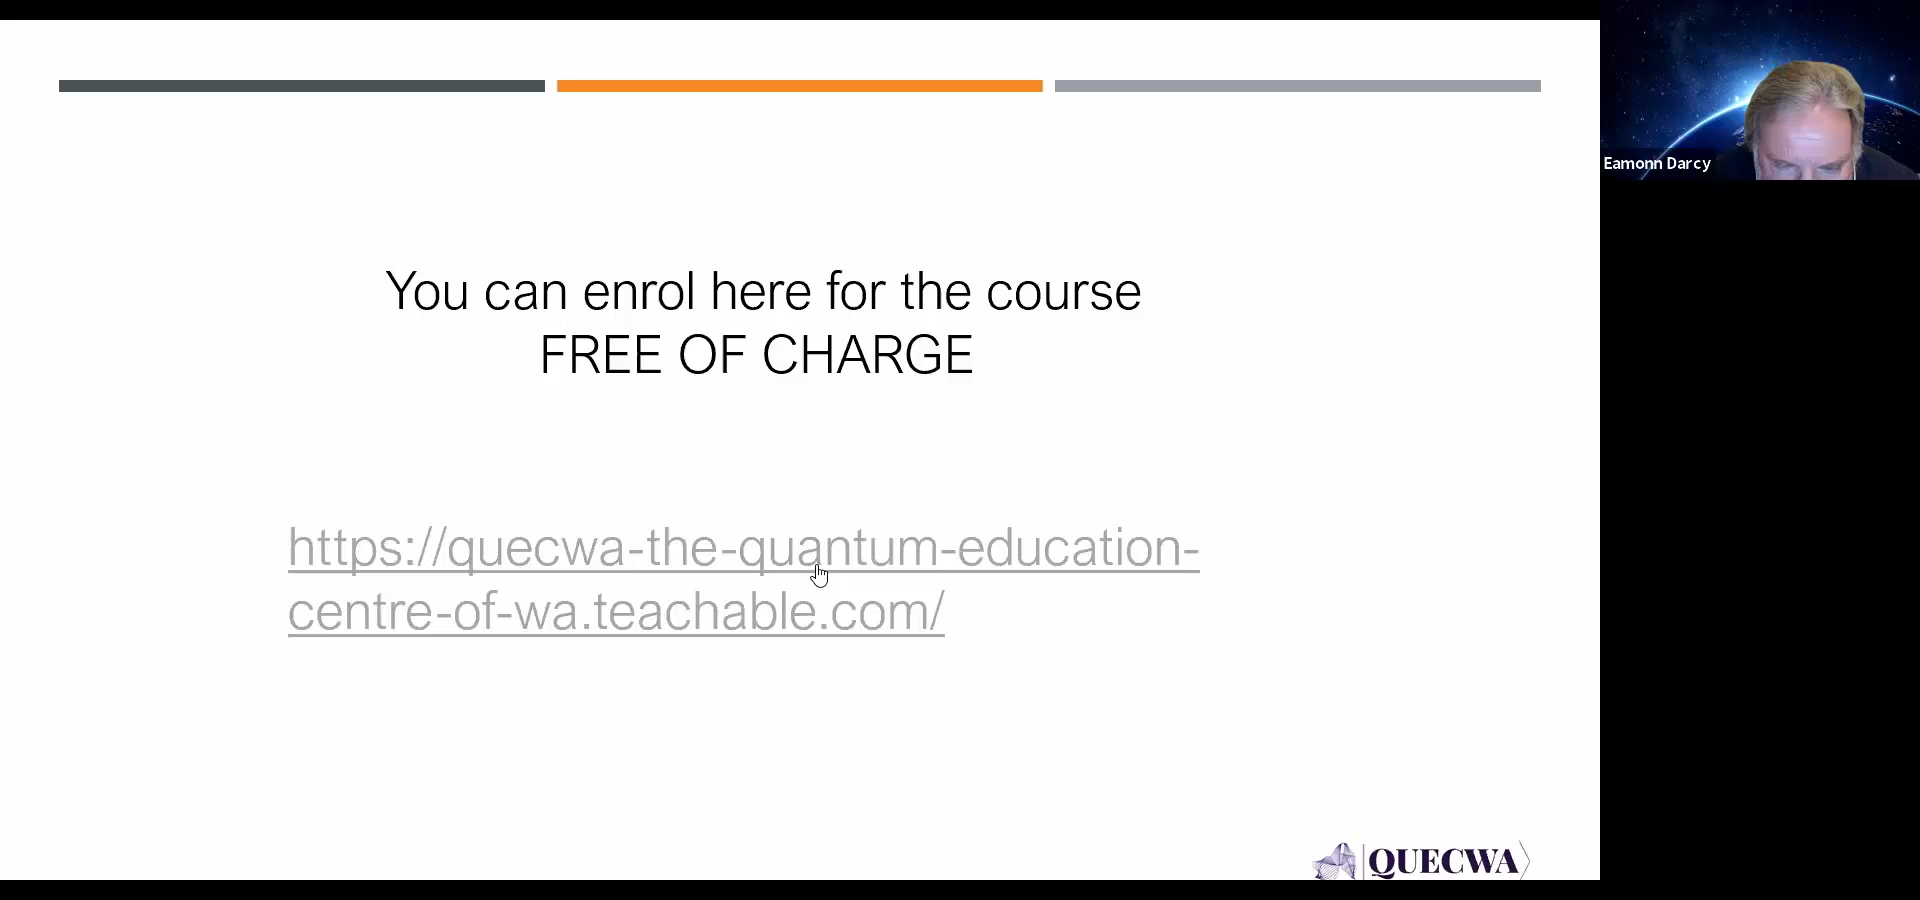 You can enrol here for the course
FREE OF CHARGE
https://quecwa-the-quantum-education-
centre-of-wa.teachable.com/
QUECWA
Eamonn Darcy